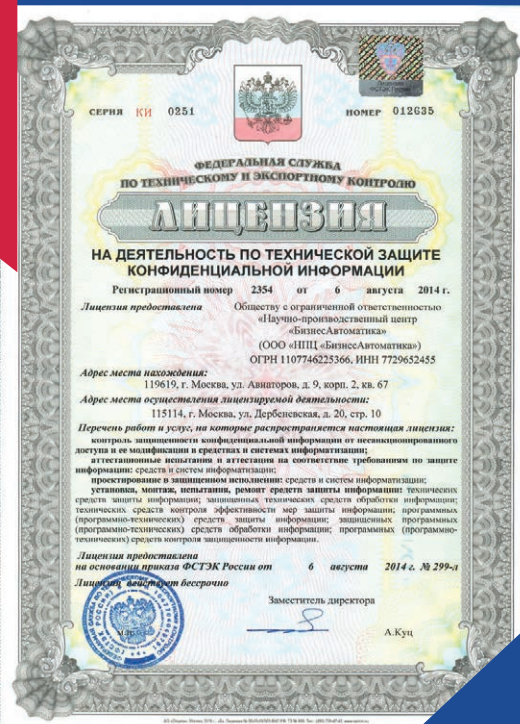 СЕРИЯ КИ 0251 НОМЕР 012635
ФЕДЕРАЛЬНАЯ СЛУЖБА
ПО ТЕХНИЧЕСКОМУ И ЭКСПОРТНОМУ КОНТРОЛЮ
ЛИЦЕНЗИЯ
НА ДЕЯТЕЛЬНОСТЬ ПО ТЕХНИЧЕСКОЙ ЗАЩИТЕ
КОНФИДЕНЦИАЛЬНОЙ ИНФОРМАЦИИ
Регистрационный номер 2354 от 6 августа 2014 г.
Лицензия предоставлена Обществу с ограниченной ответственностью
«Научно-производственный центр
«БизнесАвтоматика»
(ООО «НПЦ «БизнесАвтоматика»)
ОГРН 1107746225366, ИНН 7729652455
Адрес места нахождения:
119619, г. Москва, ул. Авиаторов, д. 9, корп. 2, кв. 67
Адрес места осуществления лицензируемой деятельности:
115114, г. Москва, ул. Дербеневская, д. 20, стр. 10
Перечень работ и услуг, на которые распространяется настоящая лицензия:
контроль защищенности конфиденциальной информации от несанкционированного
доступа и ее модификации в средствах и системах информатизации;
аттестационные испытания и аттестация на соответствие требованиям по защите
информации: средств и систем информатизации;
проектирование в защищенном исполнении: средств и систем информатизации;
установка, монтаж, испытания, ремонт средств защиты информации: технических
средств защиты информации; защищенных технических средств обработки информации;
технических средств контроля эффективности мер защиты информации; программных
(программно-технических) средств защиты информации; защищенных программных
(программно-технических) средств обработки информации; программных (программно-
технических) средств контроля защищенности информации.
Лицензия предоставлена
на основании приказа ФСТЭК России от 6 августа 2014 г. № 299-л
Лицензия действует бессрочно
Заместитель директора
М.П.
А.Куц